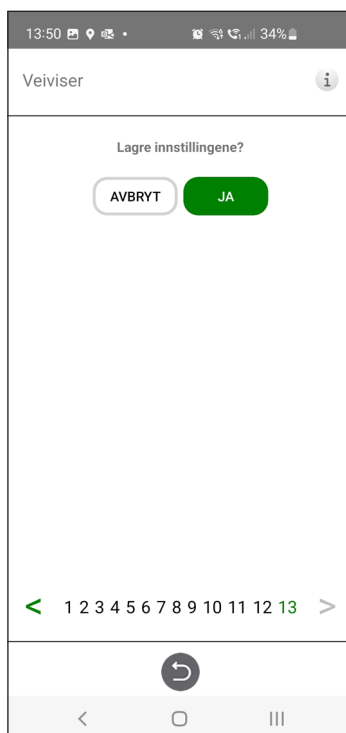 13:50 34%
Veiviser i
Lagre innstillingene?
AVBRYT JA
< 1 2 3 4 5 6 7 8 9 10 11 12 13 >